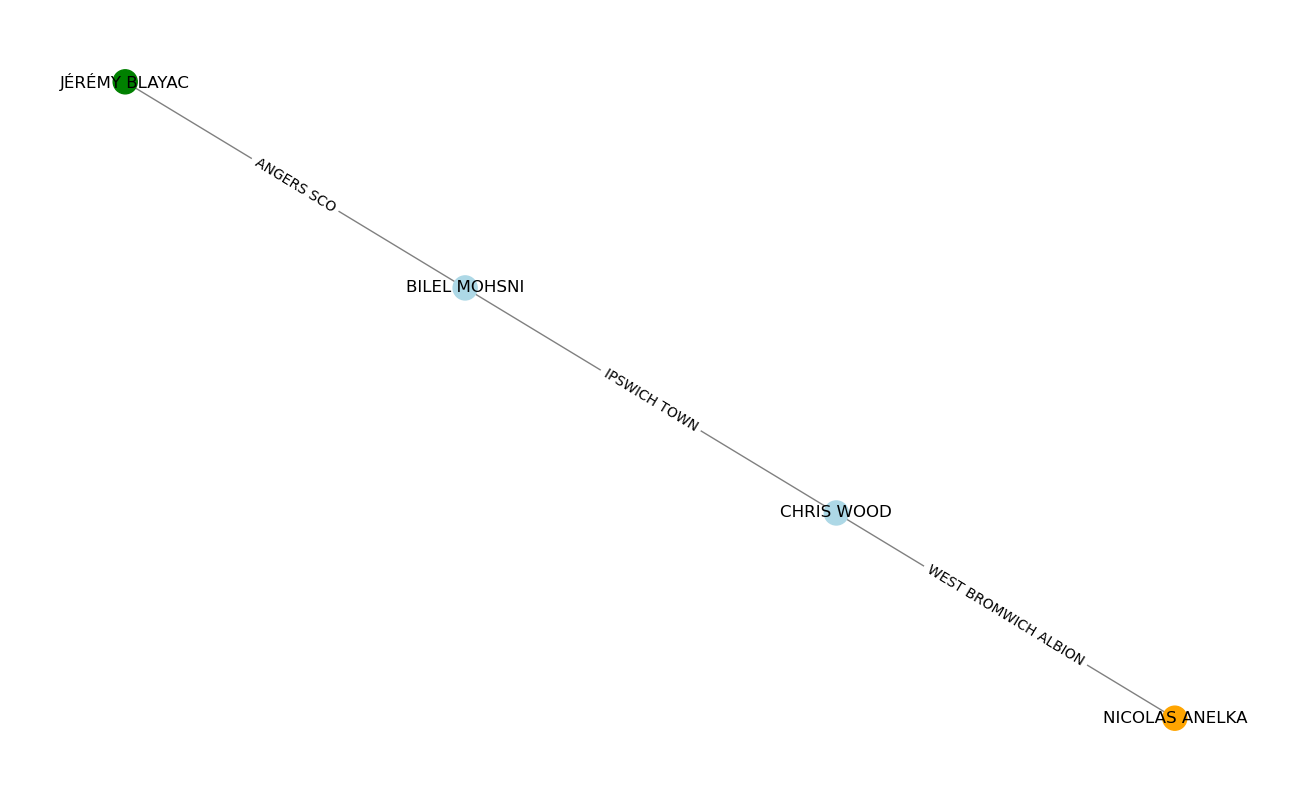 JÉRÉMY BLAYAC
ANGERS SCO
BILEL MOHSNI
IPSWICH TOWN
CHRIS WOOD
WEST BROMWICH ALBION
NICOLAS ANELKA